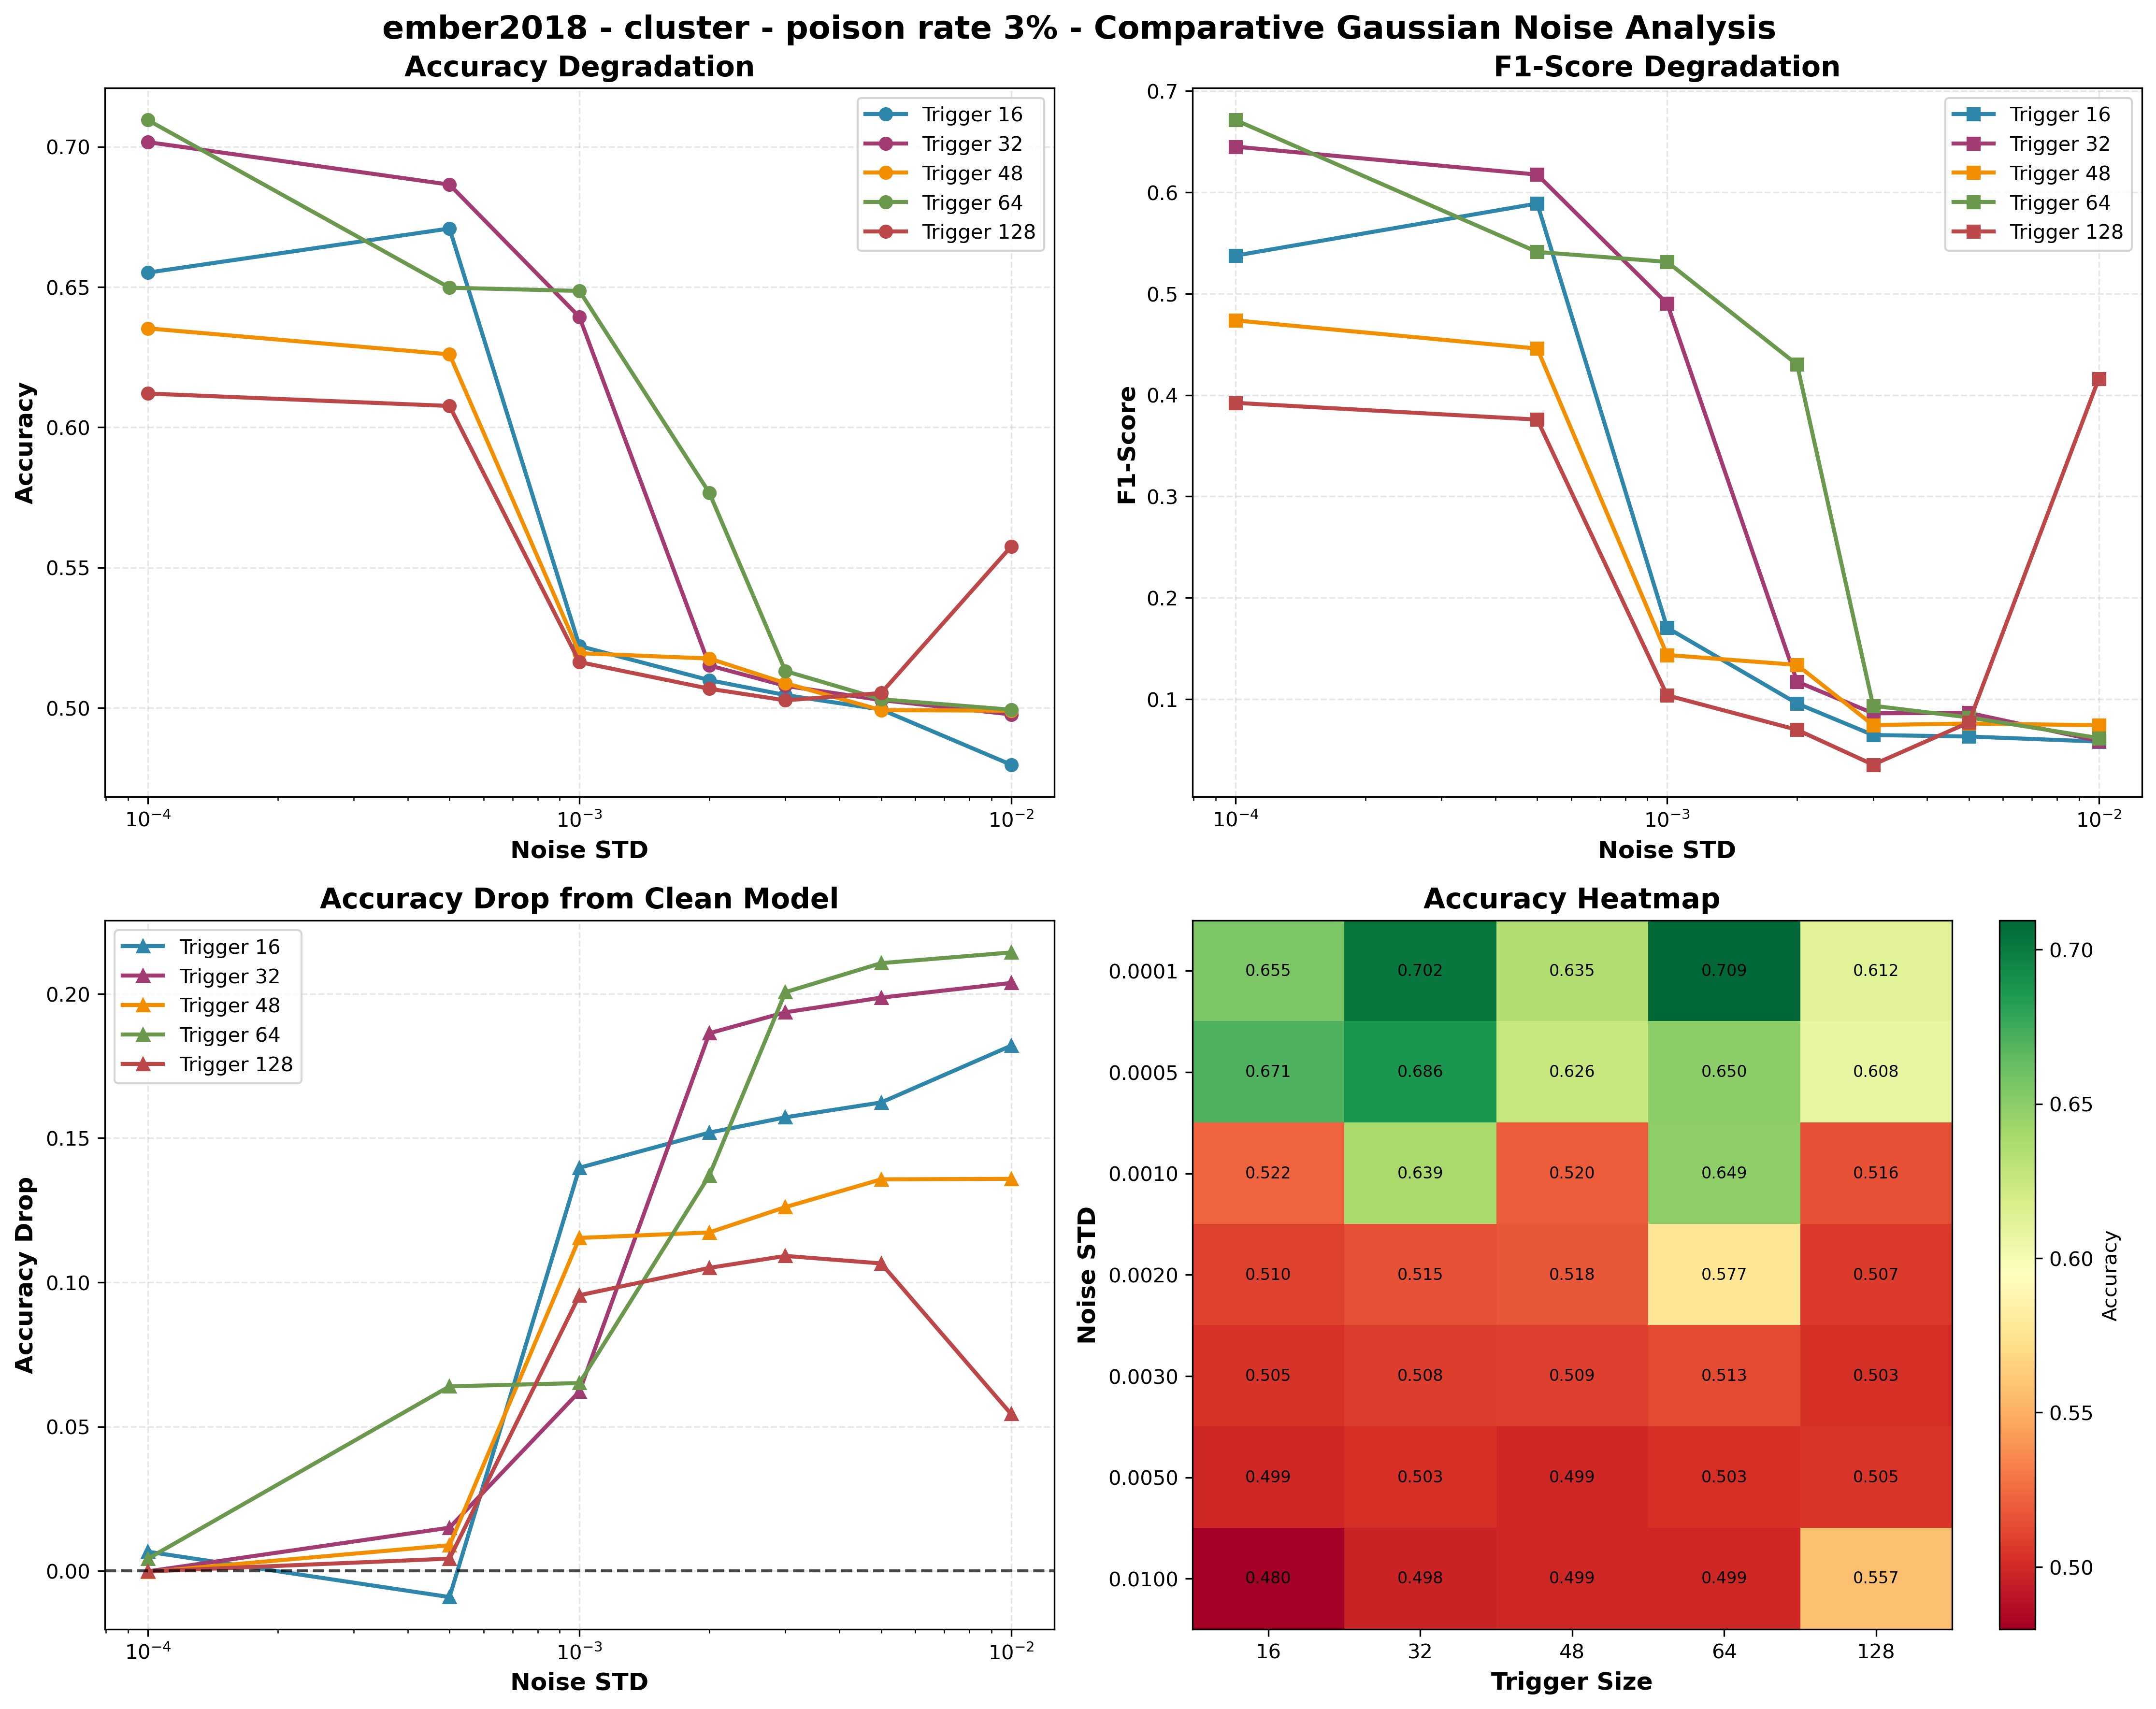 ember2018 - cluster - poison rate 3% - Comparative Gaussian Noise Analysis
Accuracy Degradation
Trigger 16
Trigger 32
Trigger 48
Trigger 64
Trigger 128
0.70
0.65
0.60
0.55
0.50
Accuracy
10⁻⁴
10⁻³
10⁻²
Noise STD
F1-Score Degradation
Trigger 16
Trigger 32
Trigger 48
Trigger 64
Trigger 128
0.7
0.6
0.5
0.4
0.3
0.2
0.1
F1-Score
10⁻⁴
10⁻³
10⁻²
Noise STD
Accuracy Drop from Clean Model
Trigger 16
Trigger 32
Trigger 48
Trigger 64
Trigger 128
0.20
0.15
0.10
0.05
0.00
Accuracy Drop
10⁻⁴
10⁻³
10⁻²
Noise STD
Accuracy Heatmap
0.0001 0.655 0.702 0.635 0.709 0.612
0.0005 0.671 0.686 0.626 0.650 0.608
0.0010 0.522 0.639 0.520 0.649 0.516
0.0020 0.510 0.515 0.518 0.577 0.507
0.0030 0.505 0.508 0.509 0.513 0.503
0.0050 0.499 0.503 0.499 0.503 0.505
0.0100 0.480 0.498 0.499 0.499 0.557
Noise STD
16 32 48 64 128
Trigger Size
0.70
0.65
0.60
0.55
0.50
Accuracy